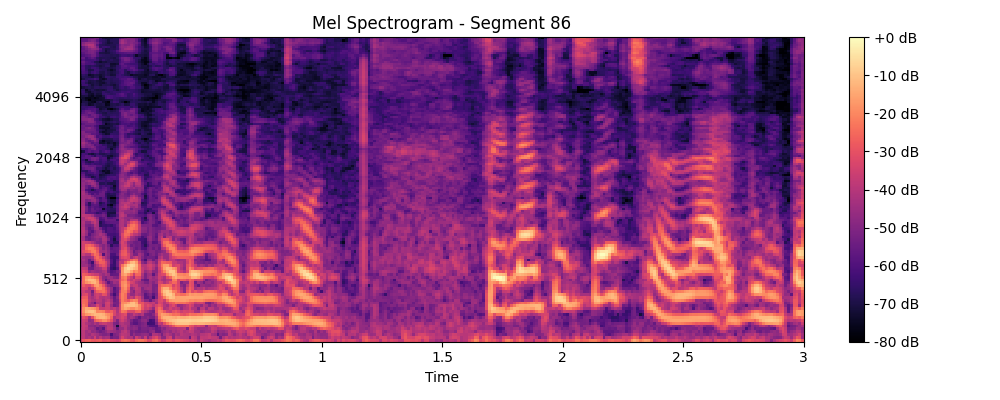 Mel Spectrogram - Segment 86
+0 dB
-10 dB
-20 dB
-30 dB
-40 dB
-50 dB
-60 dB
-70 dB
-80 dB
Frequency
4096
2048
1024
512
0
0
0.5
1
1.5
2
2.5
3
Time